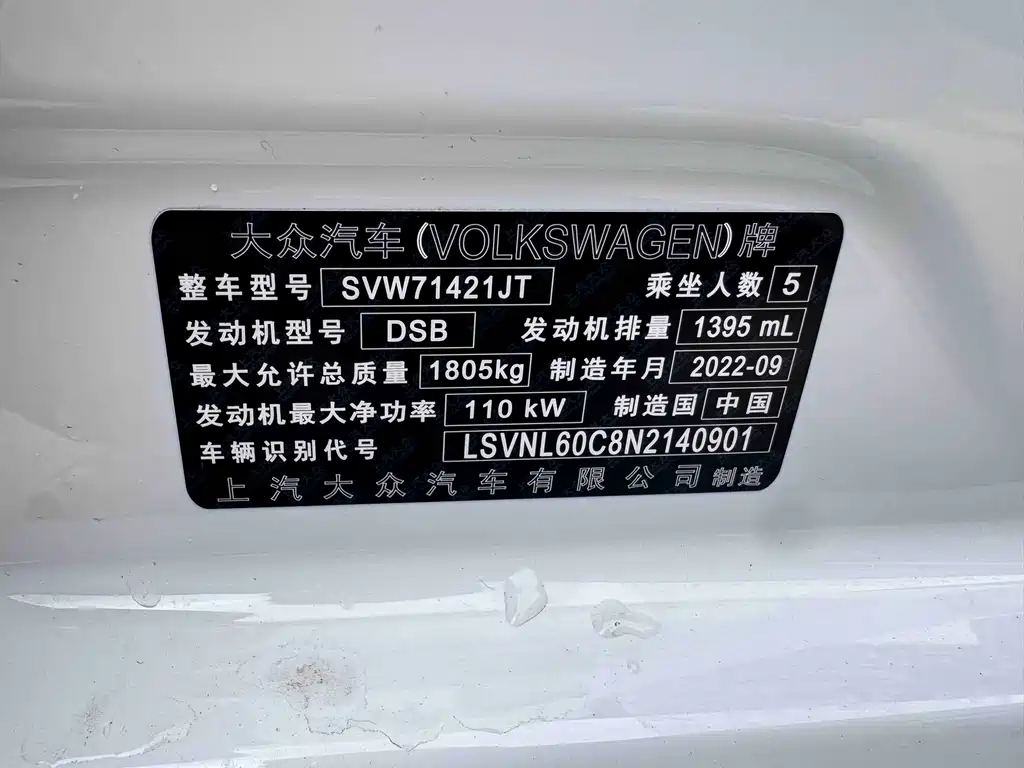 大众汽车(VOLKSWAGEN)牌
整车型号 SVW71421JT 乘坐人数 5
发动机型号 DSB 发动机排量 1395 mL
最大允许总质量 1805kg 制造年月 2022-09
发动机最大净功率 110 kW 制造国 中国
车辆识别代号 LSVNL60C8N2140901
上汽大众汽车有限公司制造